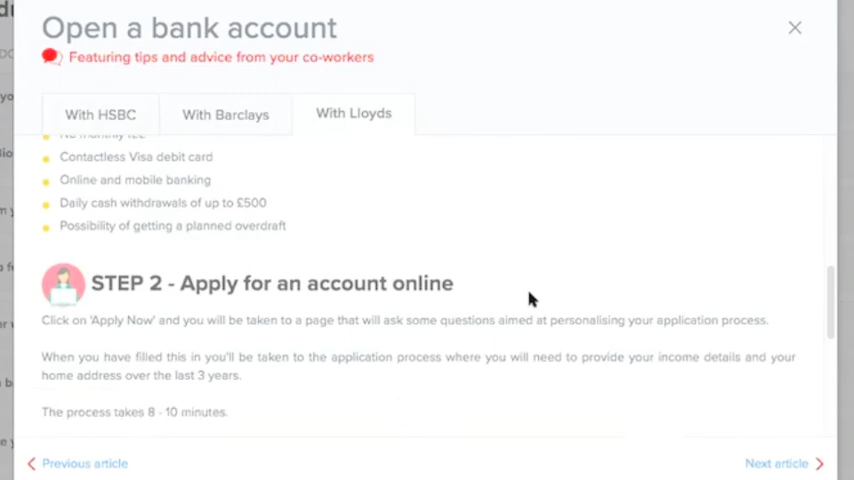 Open a bank account
Featuring tips and advice from your co-workers
With HSBC
With Barclays
With Lloyds
No monthly fee
Contactless Visa debit card
Online and mobile banking
Daily cash withdrawals of up to £500
Possibility of getting a planned overdraft
STEP 2 - Apply for an account online
Click on 'Apply Now' and you will be taken to a page that will ask some questions aimed at personalising your application process.
When you have filled this in you'll be taken to the application process where you will need to provide your income details and your
home address over the last 3 years.
The process takes 8 - 10 minutes.
Previous article
Next article